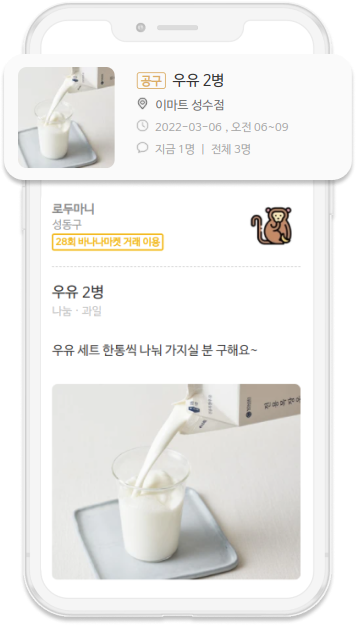 공구 우유 2병
이마트 성수점
2022-03-06 , 오전 06~09
지금 1명 | 전체 3명
로두마니
성동구
28회 바나나마켓 거래 이용
우유 2병
나눔 · 과일
우유 세트 한통씩 나눠 가지실 분 구해요~